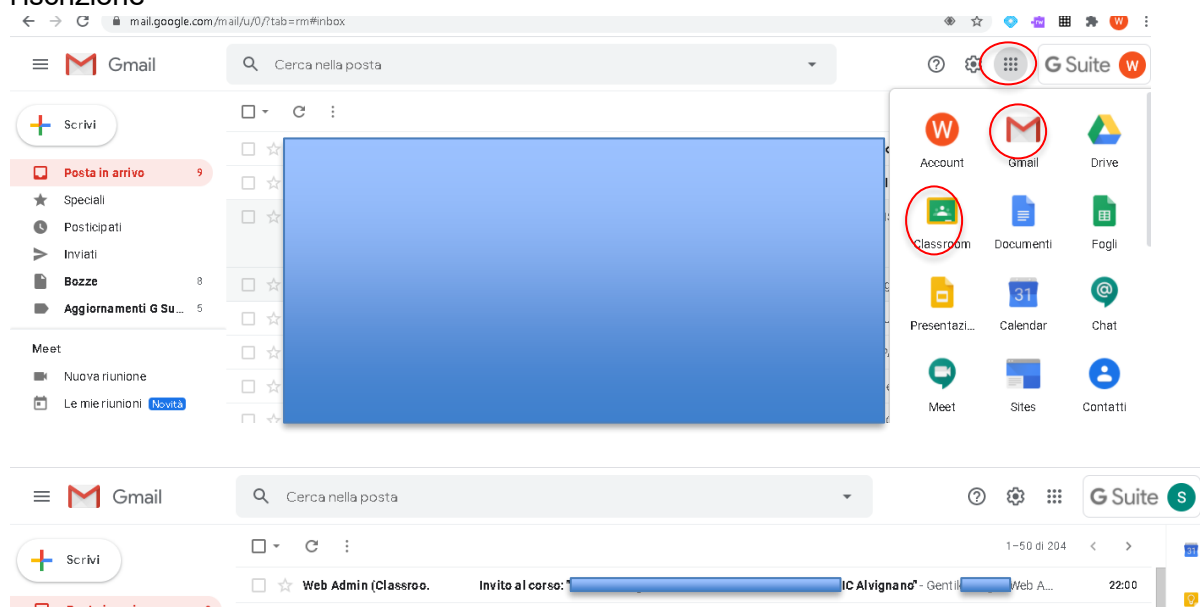 mail.google.com/mail/u/0/?tab=rm#inbox
W
Gmail
Cerca nella posta
G Suite W
Scrivi
Posta in arrivo 9
Speciali
Posticipati
Inviati
Bozze 8
Aggiornamenti G Su... 5
Meet
Nuova riunione
Le mie riunioni Novità
W
Account Gmail Drive
Classroom Documenti Fogli
31
Presentazi... Calendar Chat
Meet Sites Contatti
Gmail
Cerca nella posta
G Suite S
Scrivi
1–50 di 204
31
Web Admin (Classroo. Invito al corso: " IC Alvignano" - Gentil Web A... 22:00